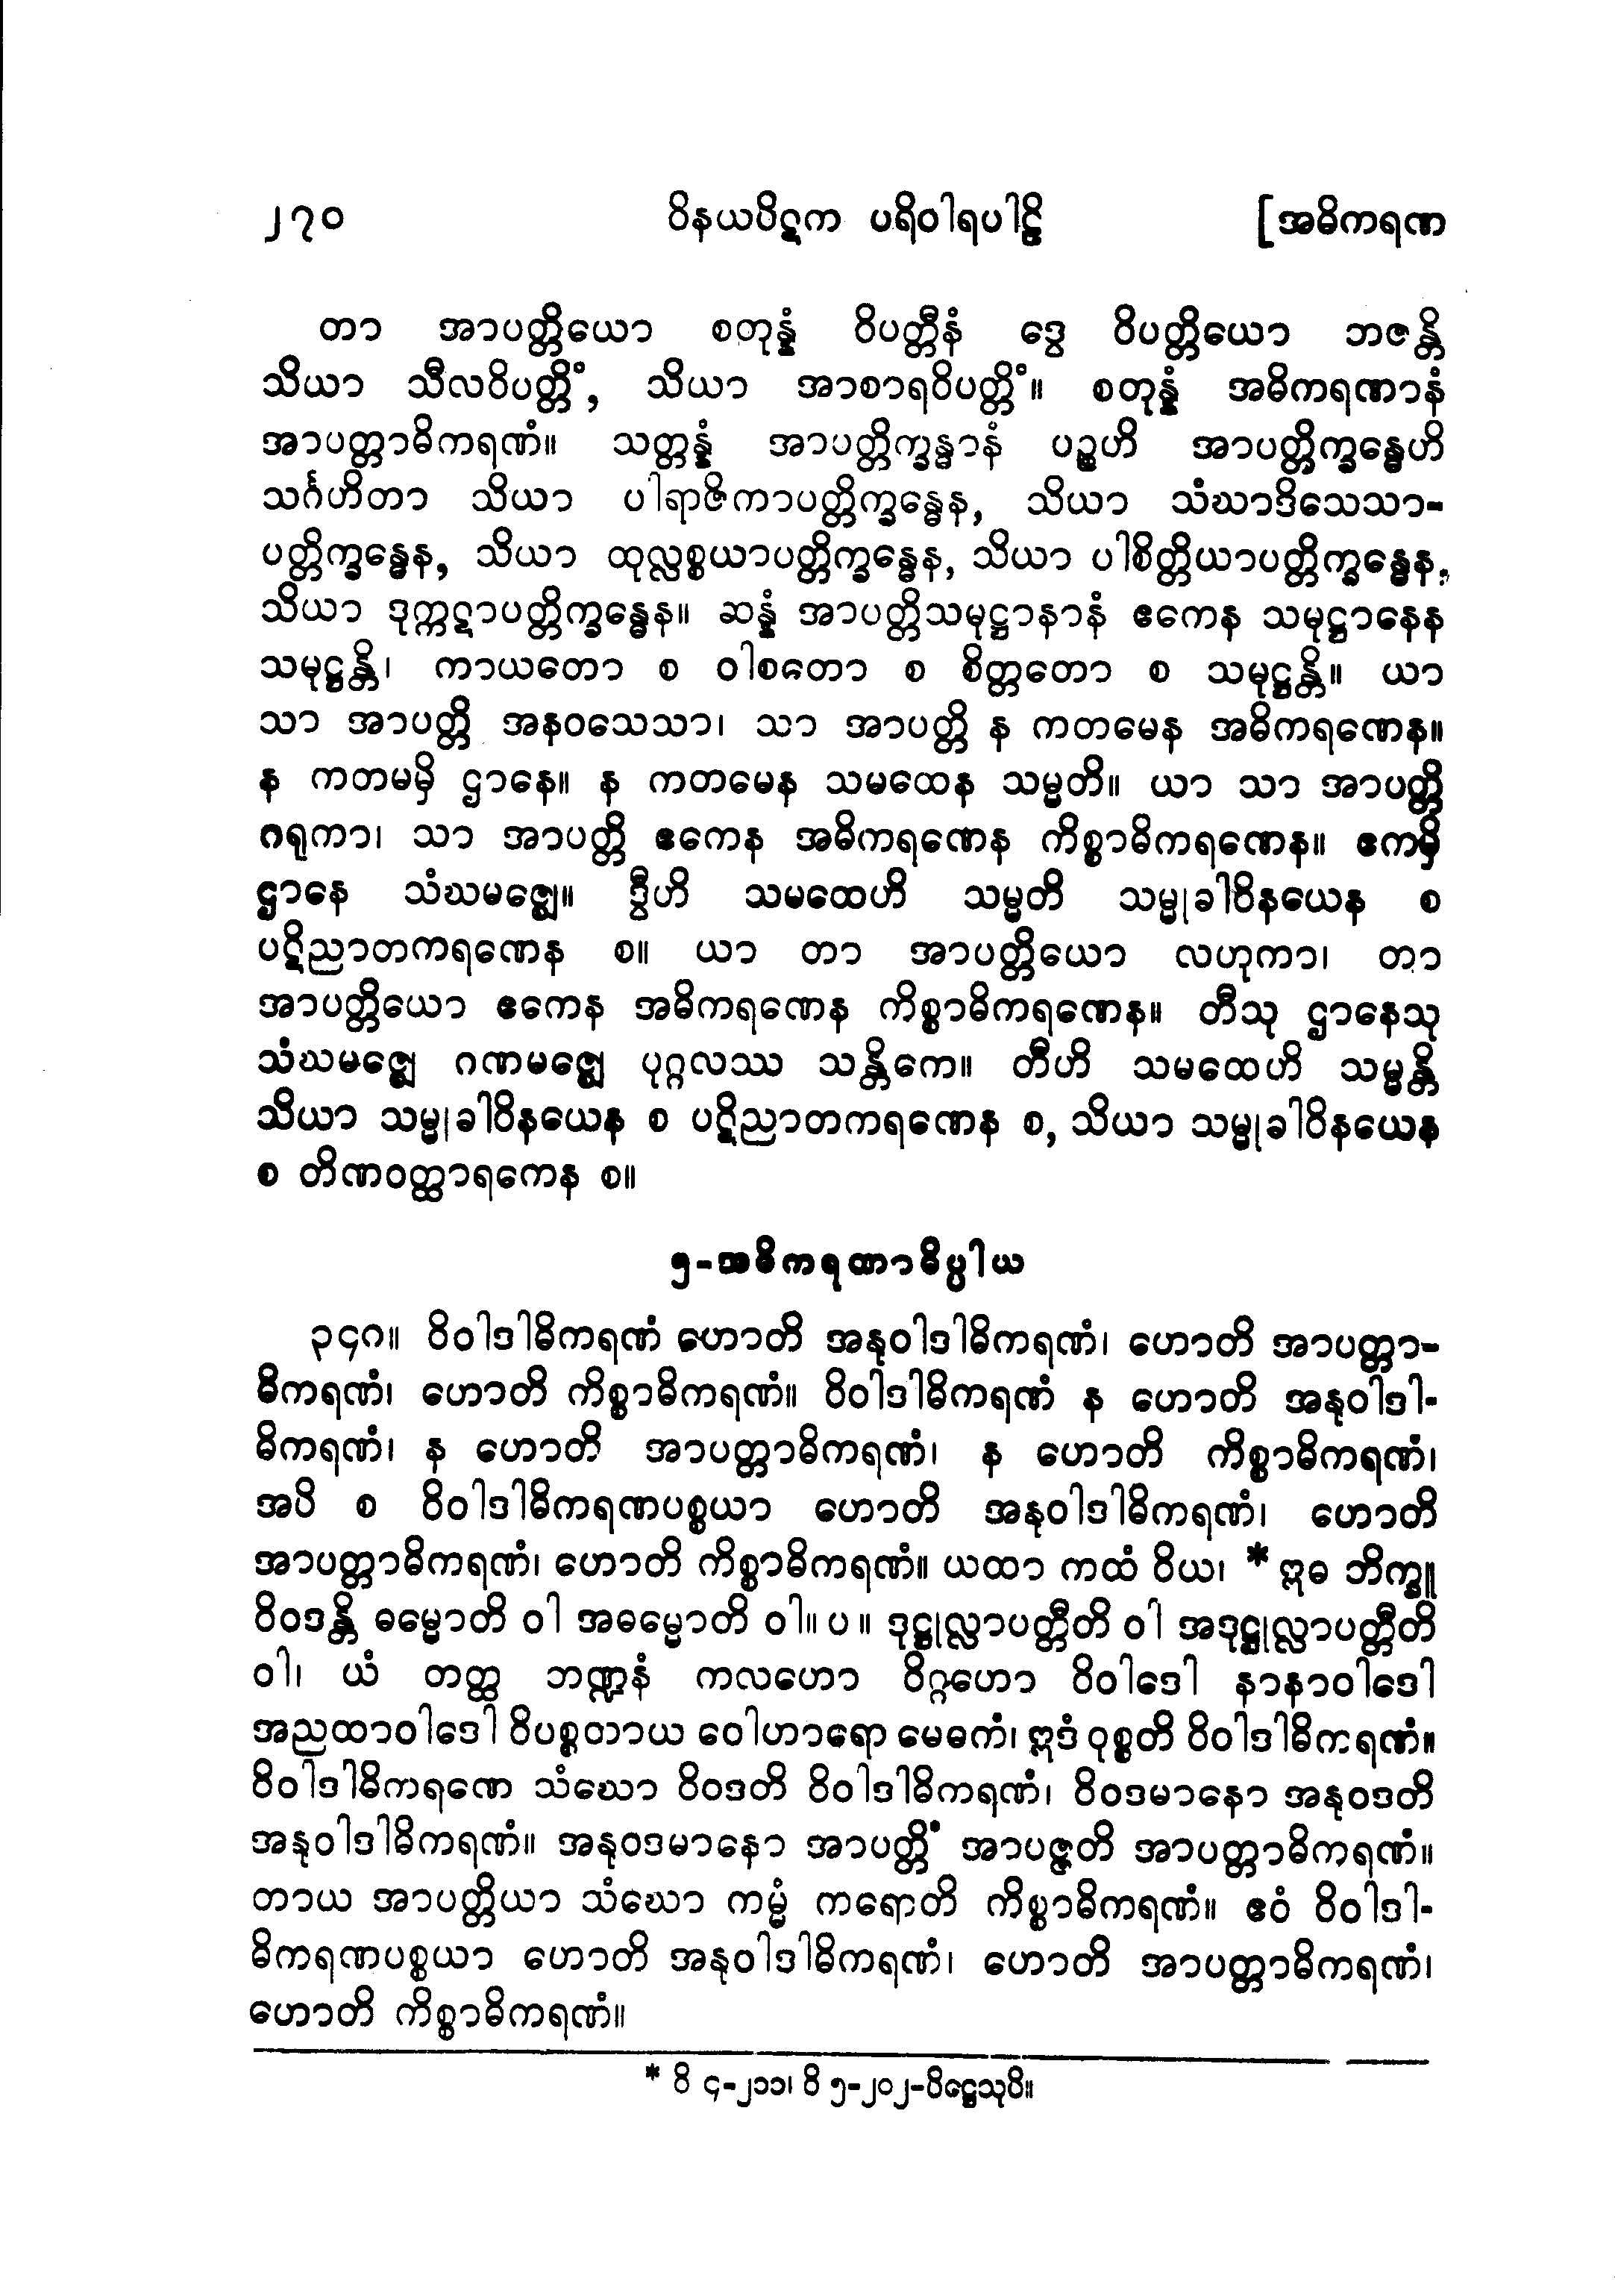 ၂၇၀ ဝိနယပိဋက ပရိဝါရပါဠိ [အဓိကရဏ
တာ အာပတ္တိယော စတုန္နံ ဝိပတ္တီနံ ဒွေ ဝိပတ္တိယော ဘဇန္တိ
သိယာ သီလဝိပတ္တိံ, သိယာ အာစာရဝိပတ္တိံ။ စတုန္နံ အဓိကရဏာနံ
အာပတ္တာဓိကရဏံ။ သတ္တန္နံ အာပတ္တိက္ခန္ဓာနံ ပဉ္စဟိ အာပတ္တိက္ခန္ဓေဟိ
သင်္ဂဟိတာ သိယာ ပါရာဇိကာပတ္တိက္ခန္ဓေန, သိယာ သံဃာဒိသေသာ-
ပတ္တိက္ခန္ဓေန, သိယာ ထုလ္လစ္စယာပတ္တိက္ခန္ဓေန, သိယာ ပါစိတ္တိယာပတ္တိက္ခန္ဓေန,
သိယာ ဒုက္ကဋာပတ္တိက္ခန္ဓေန။ ဆန္နံ အာပတ္တိသမုဋ္ဌာနာနံ ဧကေန သမုဋ္ဌာနေန
သမုဋ္ဌန္တိ၊ ကာယတော စ ဝါစတော စ စိတ္တတော စ သမုဋ္ဌန္တိ။ ယာ
သာ အာပတ္တိ အနဝသေသာ၊ သာ အာပတ္တိ န ကတမေန အဓိကရဏေန။
န ကတမမှိ ဌာနေ။ န ကတမေန သမထေန သမ္မတိ။ ယာ သာ အာပတ္တိ
ဂရုကာ၊ သာ အာပတ္တိ ဧကေန အဓိကရဏေန ကိစ္စာဓိကရဏေန။ ဧကမှိ
ဌာနေ သံဃမဇ္ဈေ။ ဒွီဟိ သမထေဟိ သမ္မတိ သမ္မုခါဝိနယေန စ
ပဋိညာတကရဏေန စ။ ယာ တာ အာပတ္တိယော လဟုကာ၊ တာ
အာပတ္တိယော ဧကေန အဓိကရဏေန ကိစ္စာဓိကရဏေန။ တီသု ဌာနေသု
သံဃမဇ္ဈေ ဂဏမဇ္ဈေ ပုဂ္ဂလဿ သန္တိကေ။ တီဟိ သမထေဟိ သမ္မန္တိ
သိယာ သမ္မုခါဝိနယေန စ ပဋိညာတကရဏေန စ, သိယာ သမ္မုခါဝိနယေန
စ တိဏဝတ္ထာရကေန စ။
၅-အဓိကရဏာဓိပ္ပါယ
၃၄၈။ ဝိဝါဒါဓိကရဏံ ဟောတိ အနုဝါဒါဓိကရဏံ၊ ဟောတိ အာပတ္တာ-
ဓိကရဏံ၊ ဟောတိ ကိစ္စာဓိကရဏံ။ ဝိဝါဒါဓိကရဏံ န ဟောတိ အနုဝါဒါ-
ဓိကရဏံ၊ န ဟောတိ အာပတ္တာဓိကရဏံ၊ န ဟောတိ ကိစ္စာဓိကရဏံ၊
အပိ စ ဝိဝါဒါဓိကရဏပစ္စယာ ဟောတိ အနုဝါဒါဓိကရဏံ၊ ဟောတိ
အာပတ္တာဓိကရဏံ၊ ဟောတိ ကိစ္စာဓိကရဏံ။ ယထာ ကထံ ဝိယ၊ * ဣဓ ဘိက္ခူ
ဝိဝဒန္တိ ဓမ္မောတိ ဝါ အဓမ္မောတိ ဝါ။ ပ ။ ဒုဋ္ဌုလ္လာပတ္တီတိ ဝါ အဒုဋ္ဌုလ္လာပတ္တီတိ
ဝါ၊ ယံ တတ္ထ ဘဏ္ဍနံ ကလဟော ဝိဂ္ဂဟော ဝိဝါဒေါ နာနာဝါဒေါ
အညထာဝါဒေါ ဝိပစ္စတာယ ဝေါဟာရော မေဓကံ၊ ဣဒံ ဝုစ္စတိ ဝိဝါဒါဓိကရဏံ။
ဝိဝါဒါဓိကရဏေ သံဃော ဝိဝဒတိ ဝိဝါဒါဓိကရဏံ၊ ဝိဝဒမာနော အနုဝဒတိ
အနုဝါဒါဓိကရဏံ။ အနုဝဒမာနော အာပတ္တိံ အာပဇ္ဇတိ အာပတ္တာဓိကရဏံ။
တာယ အာပတ္တိယာ သံဃော ကမ္မံ ကရောတိ ကိစ္စာဓိကရဏံ။ ဧဝံ ဝိဝါဒါ-
ဓိကရဏပစ္စယာ ဟောတိ အနုဝါဒါဓိကရဏံ၊ ဟောတိ အာပတ္တာဓိကရဏံ၊
ဟောတိ ကိစ္စာဓိကရဏံ။
* ဝိ ၄-၂၁၁၊ ဝိ ၅-၂၀၂-ပိဋ္ဌေသုပိ။